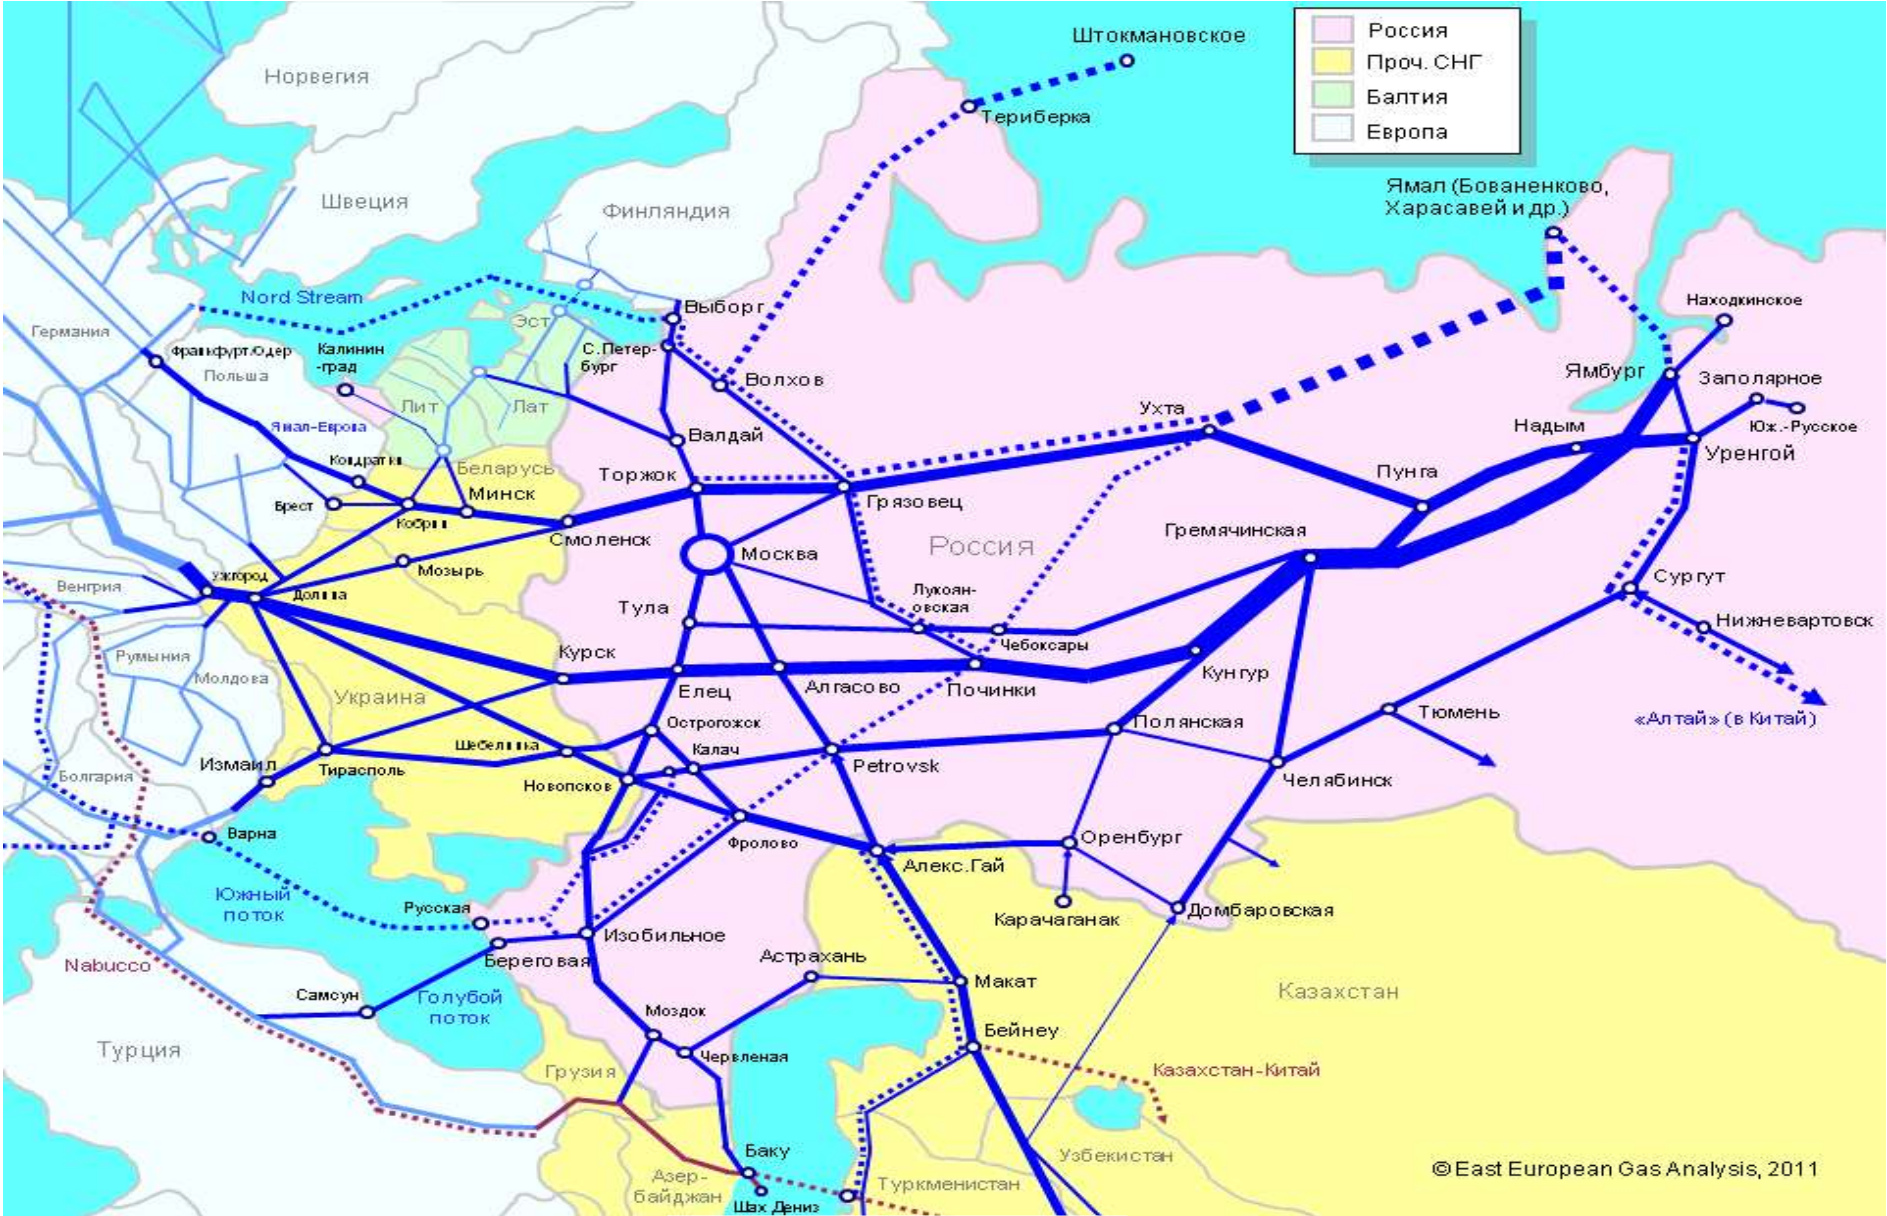 Штокмановское
Териберка
Россия
Проч. СНГ
Балтия
Европа
Норвегия
Швеция
Финляндия
Ямал (Бованенково,
Харасавей и др.)
Находкинское
Nord Stream
Выборг
Эст
Германия
Франкфурт/Одер
Польша
Калинин
-град
С.Петер-
бург
Волхов
Ямбург
Заполярное
Юж.-Русское
Лит
Лат
Ямал-Европа
Валдай
Ухта
Надым
Уренгой
Пунга
Кондратки
Беларусь
Минск
Торжок
Грязовец
Брест
Кобрин
Смоленск
Москва
Россия
Гремячинская
Мозырь
Ужгород
Долина
Венгрия
Тула
Лукоян-
овская
Чебоксары
Сургут
Нижневартовск
Румыния
Молдова
Украина
Курск
Елец
Алгасово
Починки
Кунгур
Острогожск
Калач
Полянская
Тюмень
«Алтай» (в Китай)
Шебелинка
Измаил
Тирасполь
Болгария
Новопсков
Petrovsk
Челябинск
Варна
Фролово
Алекс.Гай
Оренбург
Южный
поток
Русская
Карачаганак
Домбаровская
Изобильное
Береговая
Астрахань
Макат
Казахстан
Nabucco
Самсун
Голубой
поток
Моздок
Бейнеу
Турция
Червленая
Грузия
Казахстан-Китай
Баку
Узбекистан
Азер-
байджан
Шах Дениз
Туркменистан
©East European Gas Analysis, 2011